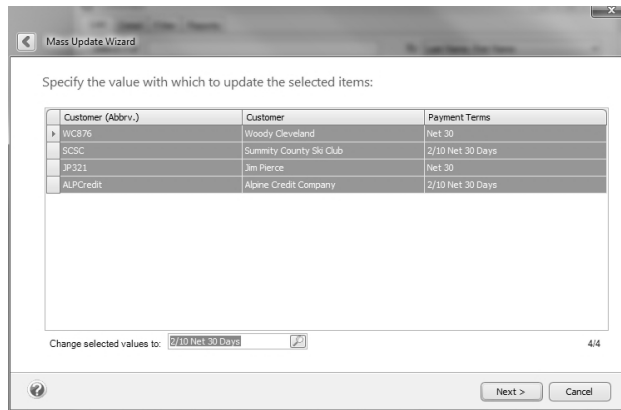 Mass Update Wizard
Specify the value with which to update the selected items:
Customer (Abbrv.) Customer Payment Terms
WC876 Woody Cleveland Net 30
SCSC Summity County Ski Club 2/10 Net 30 Days
JP321 Jim Pierce Net 30
ALPCredit Alpine Credit Company 2/10 Net 30 Days
Change selected values to: 2/10 Net 30 Days 4/4
? Next > Cancel